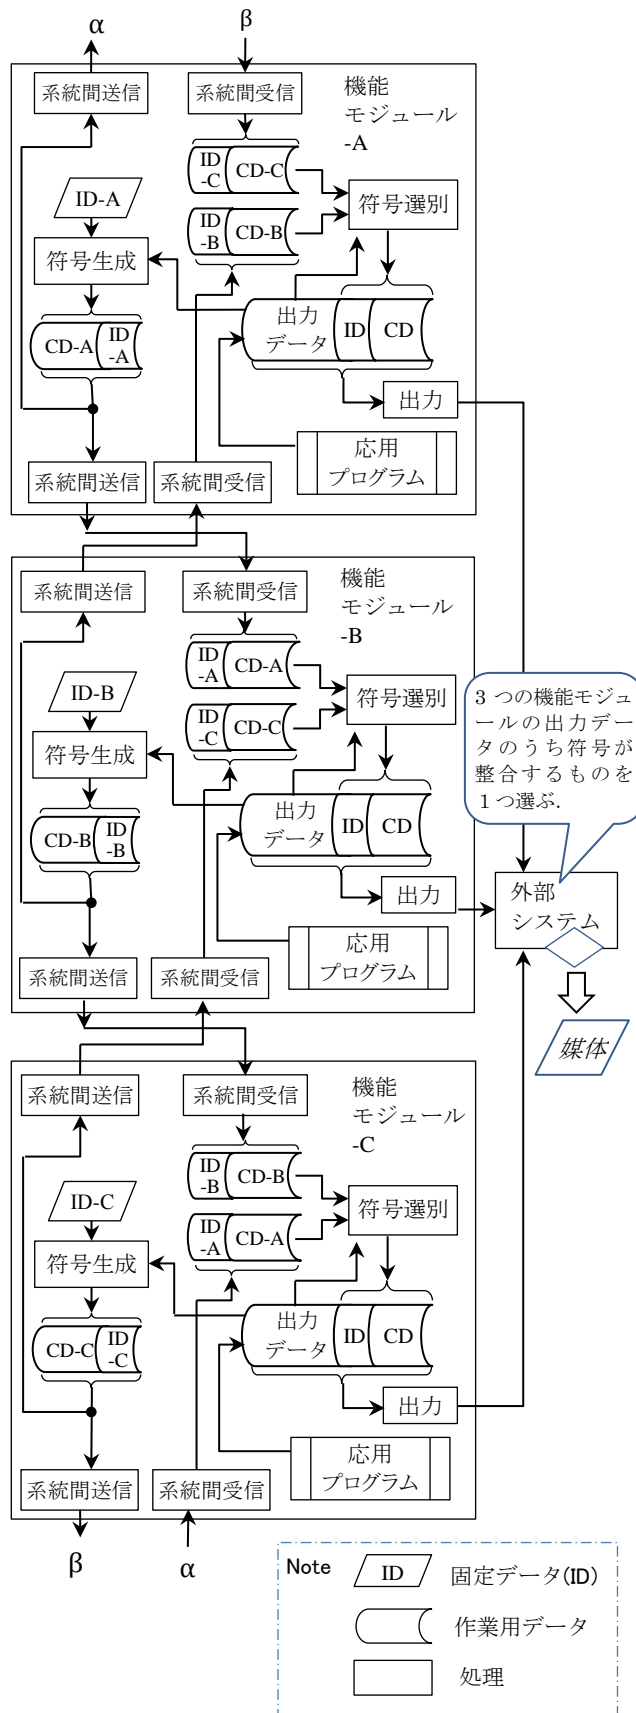 α
β
系統間送信
系統間受信
機能
モジュール
-A
ID
-C
CD-C
ID-A
ID
-B
CD-B
符号選別
符号生成
出力
データ
ID
CD
CD-A
ID
-A
出力
応用
プログラム
系統間送信
系統間受信
系統間送信
系統間受信
機能
モジュール
-B
ID
-A
CD-A
ID-B
ID
-C
CD-C
符号選別
3 つの機能モジュ
ールの出力デー
タのうち符号が
整合するものを
1つ選ぶ.
符号生成
出力
データ
ID
CD
CD-B
ID
-B
出力
外部
システム
応用
プログラム
系統間送信
系統間受信
媒体
系統間送信
系統間受信
機能
モジュール
-C
ID
-B
CD-B
ID-C
ID
-A
CD-A
符号選別
符号生成
出力
データ
ID
CD
CD-C
ID
-C
出力
応用
プログラム
系統間送信
系統間受信
β
α
Note
ID
固定データ(ID)
作業用データ
処理